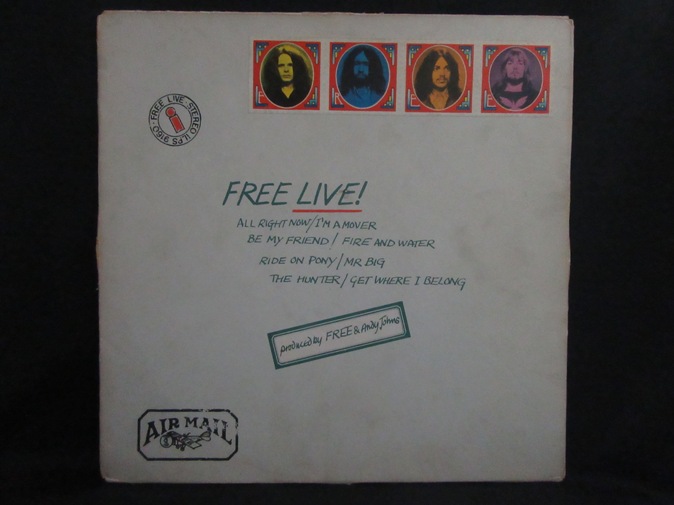 F R E E
FREE LIVE STEREO ILPS 9160
FREE LIVE!
ALL RIGHT NOW/I'M A MOVER
BE MY FRIEND/ FIRE AND WATER
RIDE ON PONY/MR BIG
THE HUNTER/GET WHERE I BELONG
produced by FREE & Andy Johns
AIR MAIL